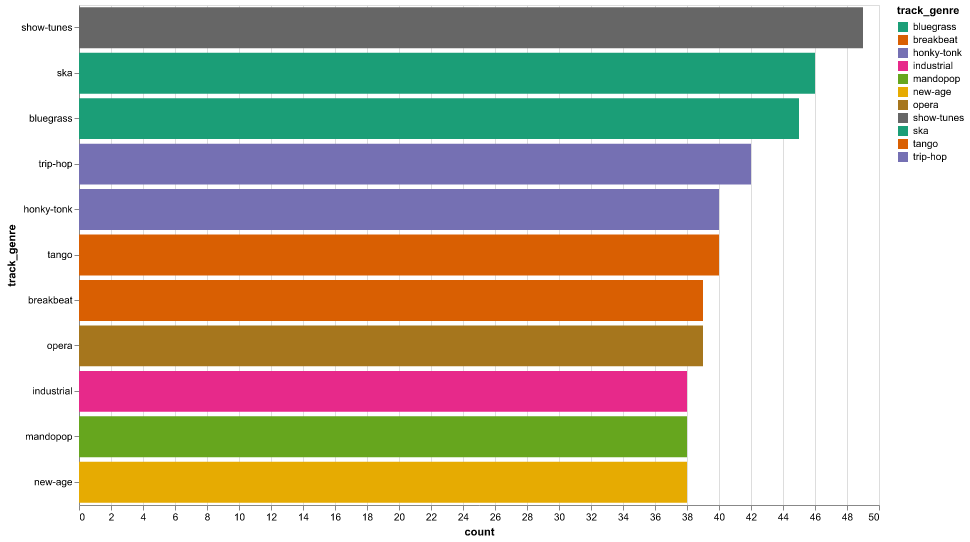 track_genre
show-tunes
ska
bluegrass
trip-hop
honky-tonk
tango
breakbeat
opera
industrial
mandopop
new-age
0 2 4 6 8 10 12 14 16 18 20 22 24 26 28 30 32 34 36 38 40 42 44 46 48 50
count
track_genre
bluegrass
breakbeat
honky-tonk
industrial
mandopop
new-age
opera
show-tunes
ska
tango
trip-hop